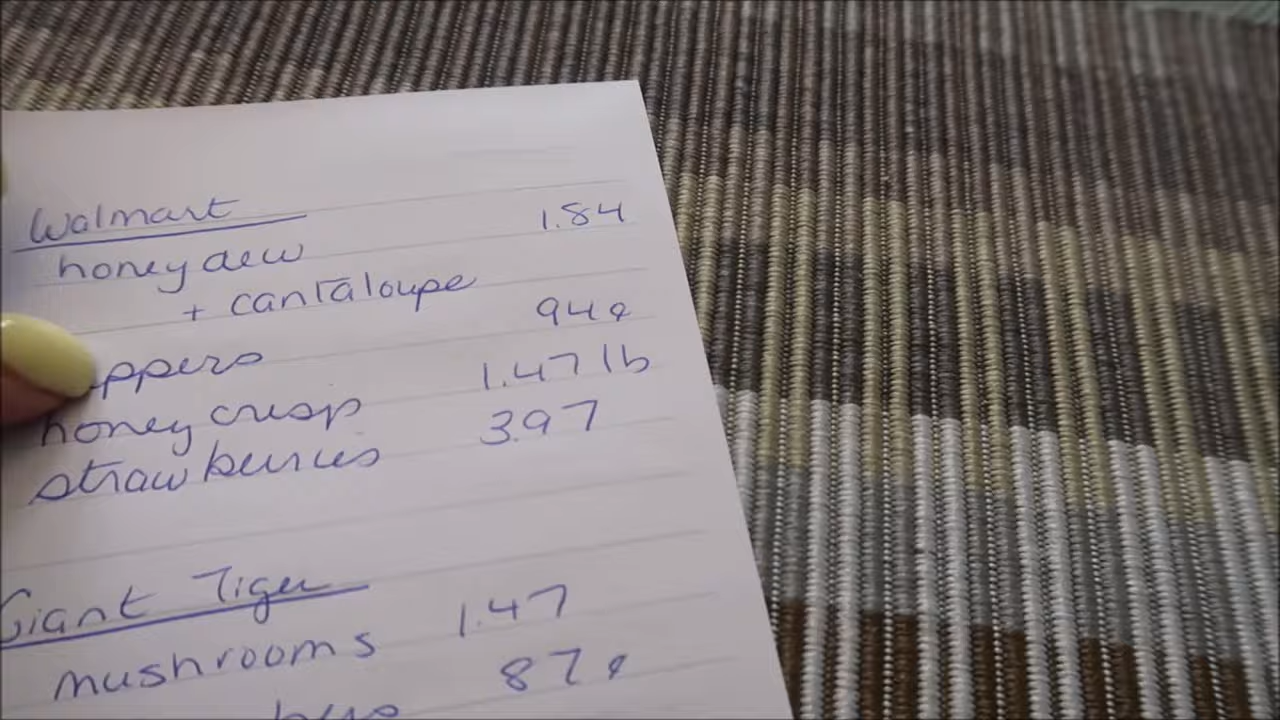 Walmart
honeydew 1.84
+ cantaloupe
ppers 94¢
honey crisp 1.47 lb
strawberries 3.97
Giant Tiger
mushrooms 1.47
87¢